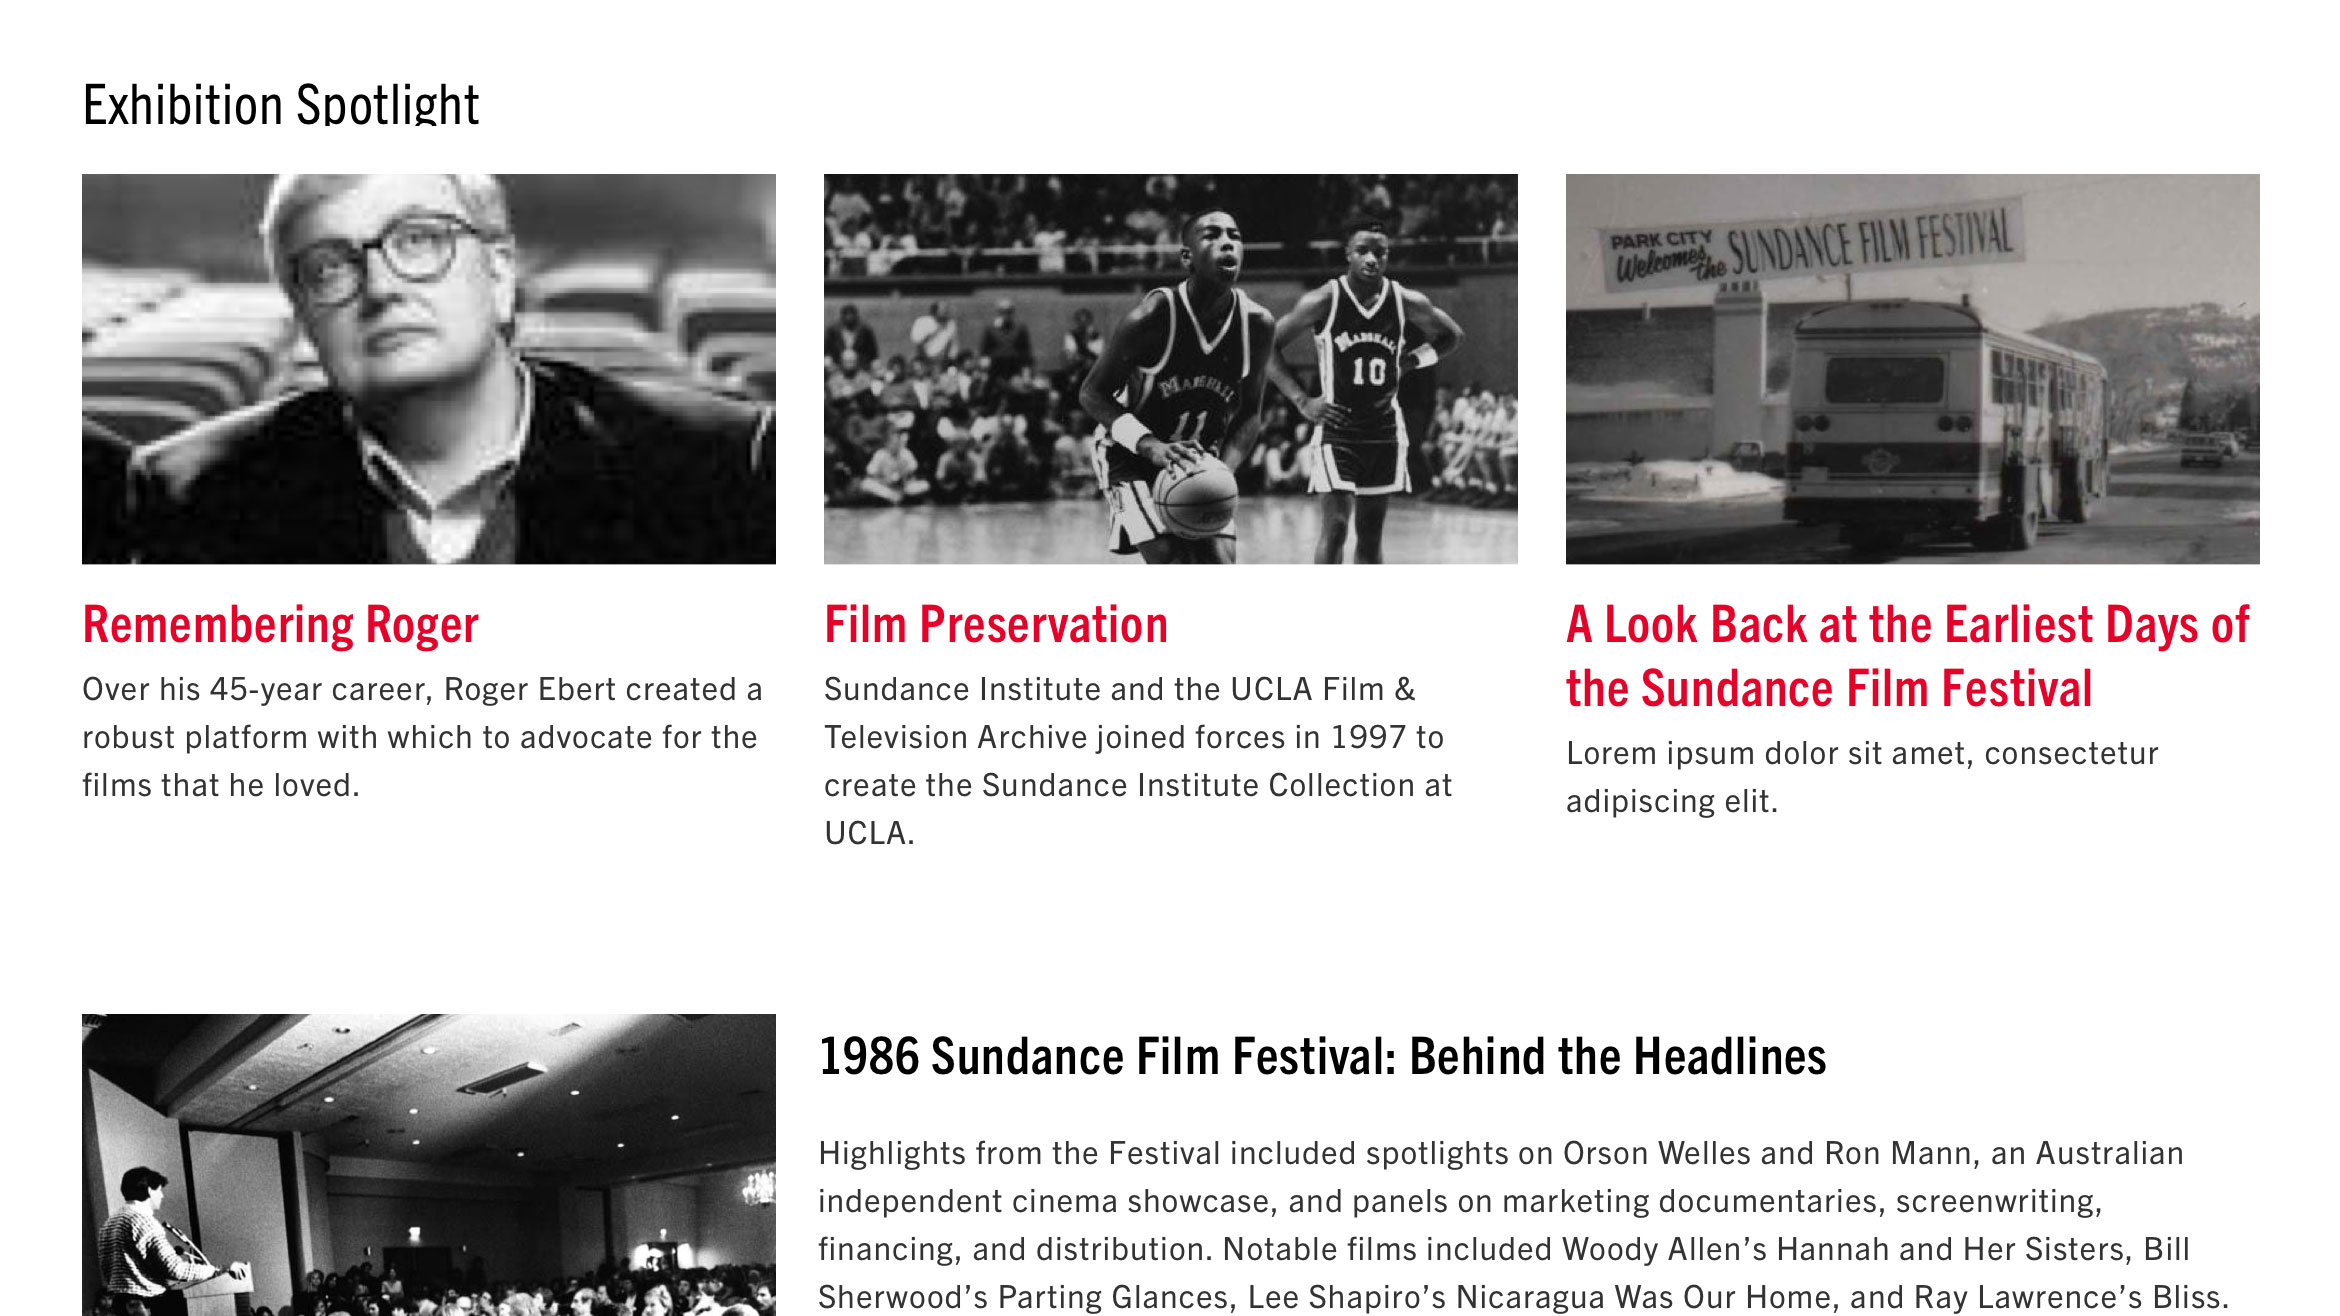 Exhibition Spotlight
PARK CITY
Welcomes the SUNDANCE FILM FESTIVAL
MARSHALL
11
MARSHALL
10
Remembering Roger
Over his 45-year career, Roger Ebert created a
robust platform with which to advocate for the
films that he loved.
Film Preservation
Sundance Institute and the UCLA Film &
Television Archive joined forces in 1997 to
create the Sundance Institute Collection at
UCLA.
A Look Back at the Earliest Days of
the Sundance Film Festival
Lorem ipsum dolor sit amet, consectetur
adipiscing elit.
1986 Sundance Film Festival: Behind the Headlines
Highlights from the Festival included spotlights on Orson Welles and Ron Mann, an Australian
independent cinema showcase, and panels on marketing documentaries, screenwriting,
financing, and distribution. Notable films included Woody Allen’s Hannah and Her Sisters, Bill
Sherwood’s Parting Glances, Lee Shapiro’s Nicaragua Was Our Home, and Ray Lawrence’s Bliss.